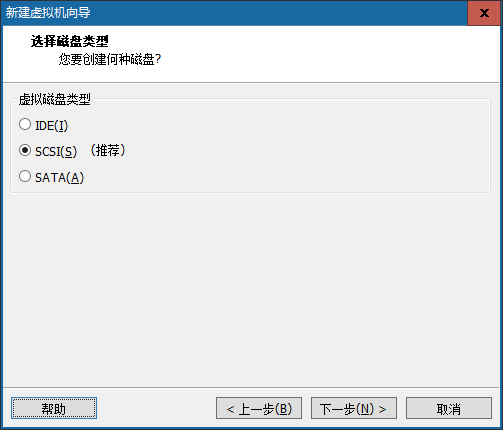 新建虚拟机向导
x
选择磁盘类型
您要创建何种磁盘?
虚拟磁盘类型
IDE(I)
SCSI(S) (推荐)
SATA(A)
帮助 < 上一步(B) 下一步(N) > 取消